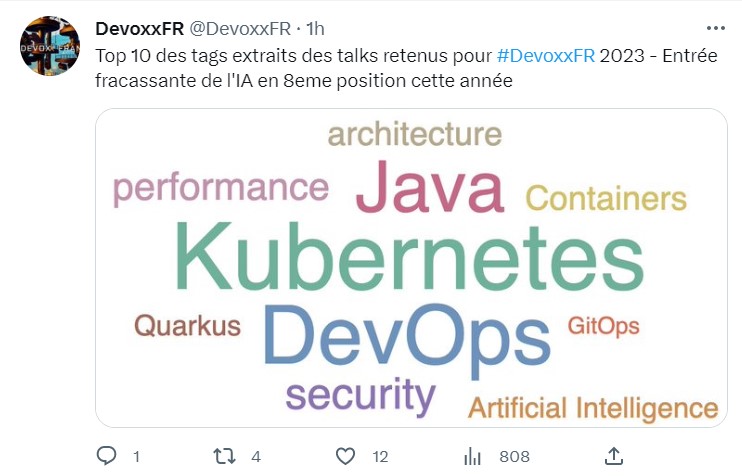 DevoxxFR @DevoxxFR · 1h
Top 10 des tags extraits des talks retenus pour #DevoxxFR 2023 - Entrée
fracassante de l'IA en 8eme position cette année
architecture
performance Java Containers
Kubernetes
Quarkus DevOps GitOps
security Artificial Intelligence
1 4 12 808